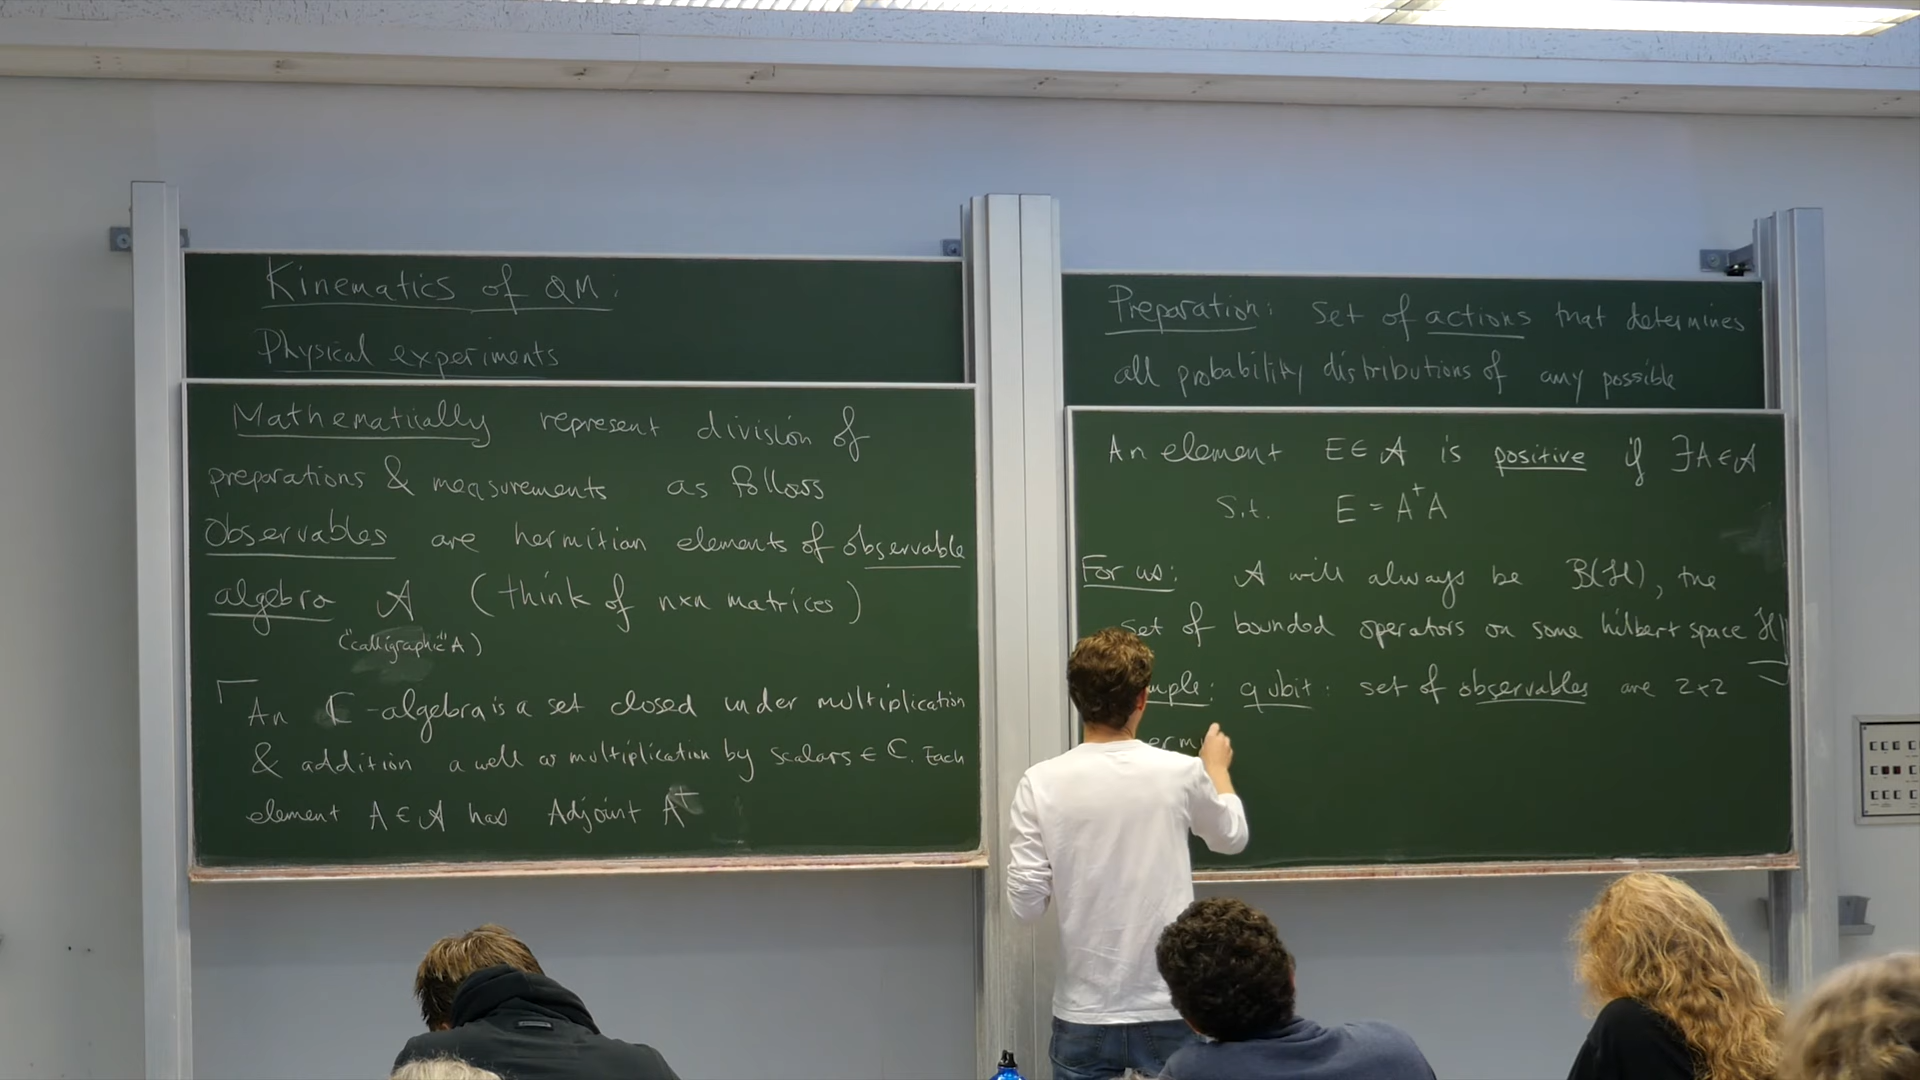 Kinematics of QM:
Physical experiments
Mathematically represent division of
preparations & measurements as follows
Observables are hermitian elements of observable
algebra 𝒜 (think of n×n matrices)
("calligraphic" A)
An ℂ-algebra is a set closed under multiplication
& addition a well as multiplication by scalars ∈ ℂ. Each
element A ∈ 𝒜 has Adjoint A†
Preparation: Set of actions that determines
all probability distributions of any possible
An element E ∈ 𝒜 is positive if ∃A ∈ 𝒜
S.t. E = A†A
For us: 𝒜 will always be B(ℋ), the
set of bounded operators on some hilbert space ℋ
qubit: set of observables are 2×2